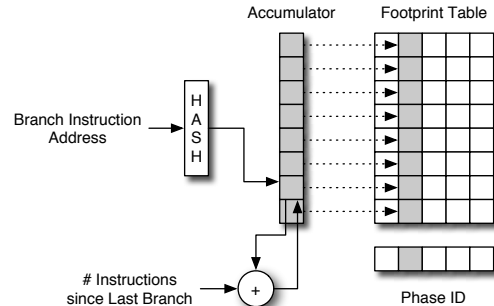 Accumulator
Footprint Table
H
A
S
H
Branch Instruction
Address
# Instructions
since Last Branch
+
Phase ID